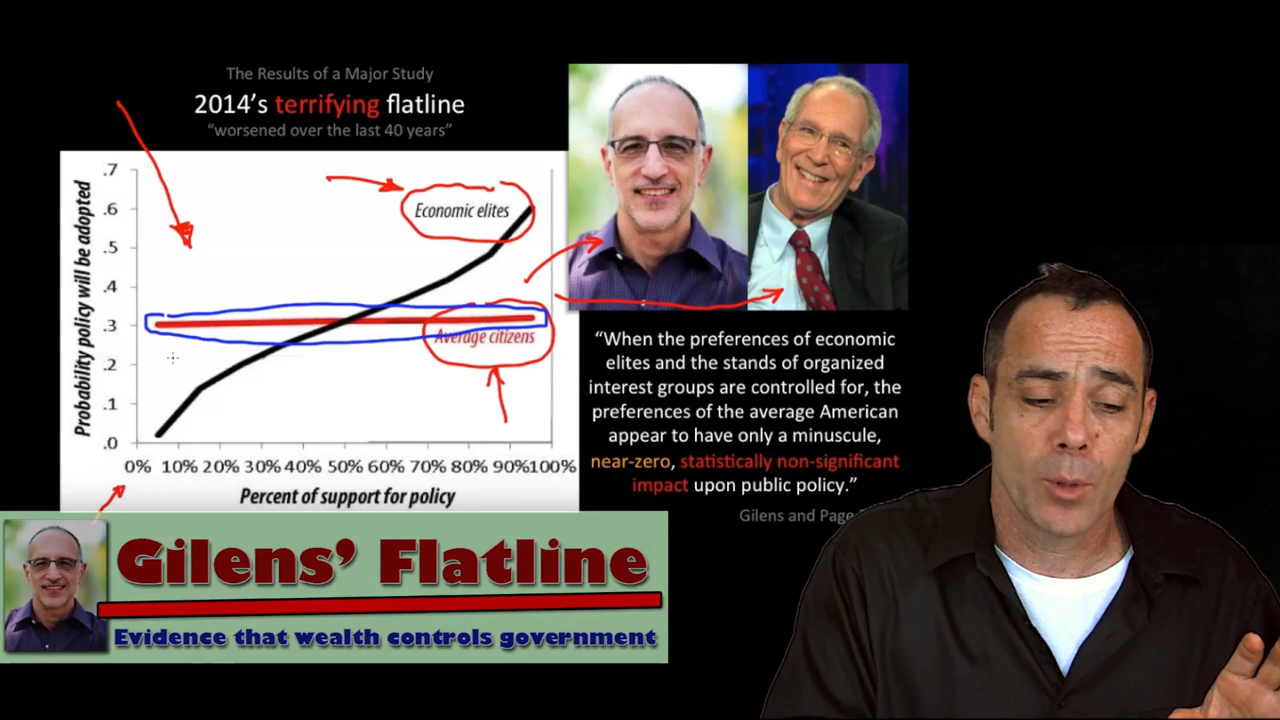 The Results of a Major Study
2014's terrifying flatline
"worsened over the last 40 years"
Probability policy will be adopted
.7
.6
.5
.4
.3
.2
.1
.0
Economic elites
Average citizens
0% 10% 20% 30% 40% 50% 60% 70% 80% 90%100%
Percent of support for policy
"When the preferences of economic
elites and the stands of organized
interest groups are controlled for, the
preferences of the average American
appear to have only a minuscule,
near-zero, statistically non-significant
impact upon public policy."
Gilens and Page
Gilens' Flatline
Evidence that wealth controls government